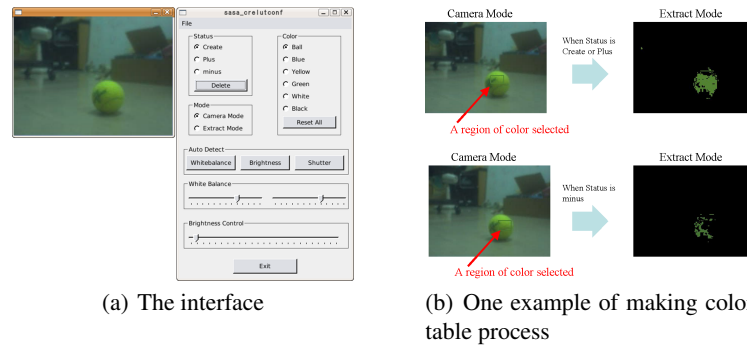 sasa_crelutconf
File
Status
Create
Plus
minus
Delete
Color
Ball
Blue
Yellow
Green
White
Black
Reset All
Mode
Camera Mode
Extract Mode
Auto Detect
Whitebalance
Brightness
Shutter
White Balance
Brightness Control
Exit
(a) The interface
Camera Mode
Extract Mode
When Status is
Create or Plus
A region of color selected
Camera Mode
Extract Mode
When Status is
minus
A region of color selected
(b) One example of making colo
table process